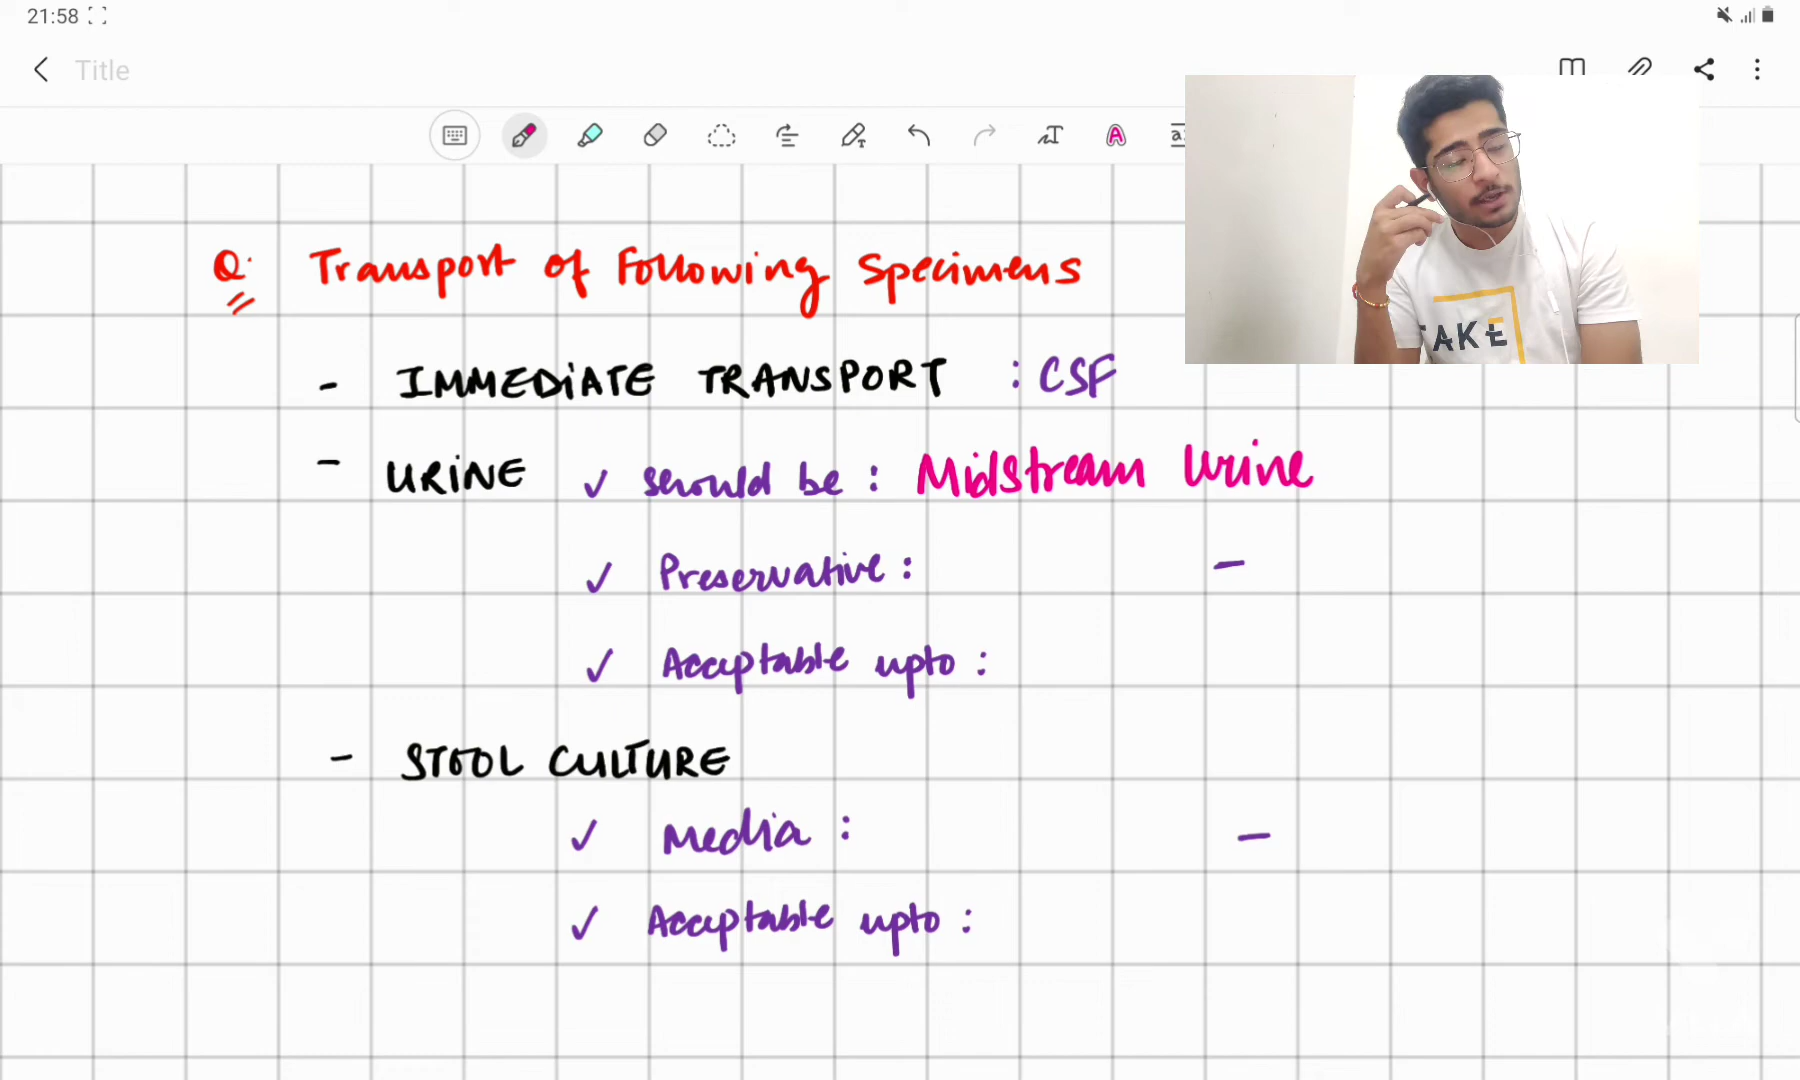 21:58
Title
Q. Transport of Following Specimens
- IMMEDiATE TRANSPORT : CSF
- URiNE ✓ should be : Midstream Urine
✓ Preservative : -
✓ Acceptable upto :
- STOOL CULTURE
✓ Media : -
✓ Acceptable upto :
TAKE